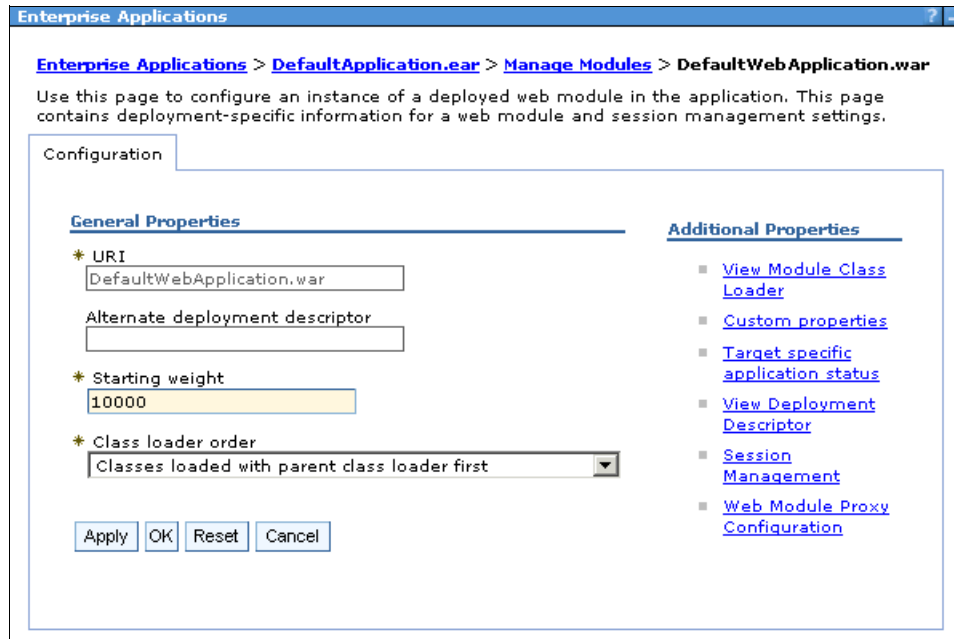 Enterprise Applications ? -
Enterprise Applications > DefaultApplication.ear > Manage Modules > DefaultWebApplication.war
Use this page to configure an instance of a deployed web module in the application. This page
contains deployment-specific information for a web module and session management settings.
Configuration
General Properties
* URI
DefaultWebApplication.war
Alternate deployment descriptor
* Starting weight
10000
* Class loader order
Classes loaded with parent class loader first
Apply OK Reset Cancel
Additional Properties
View Module Class
Loader
Custom properties
Target specific
application status
View Deployment
Descriptor
Session
Management
Web Module Proxy
Configuration